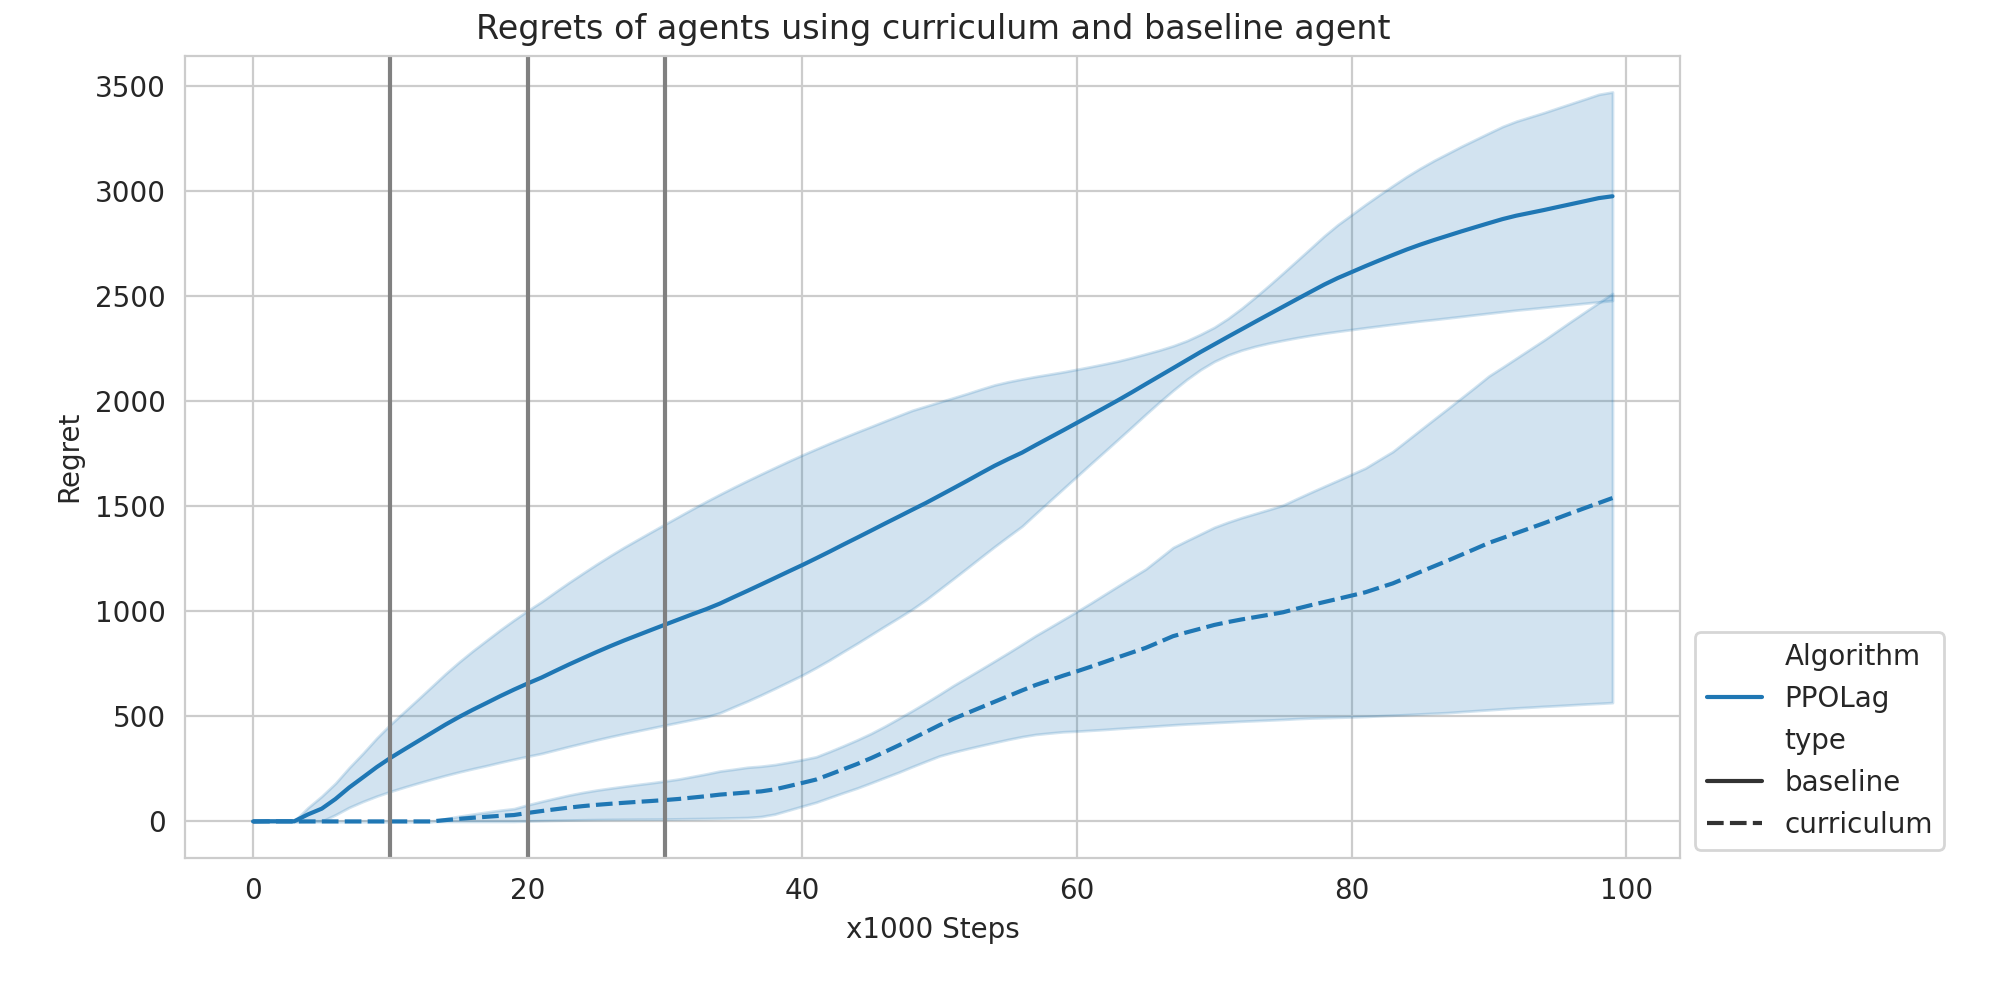 Regrets of agents using curriculum and baseline agent
3500
3000
2500
2000
1500
1000
500
0
Regret
0 20 40 60 80 100
x1000 Steps
Algorithm
PPOLag
type
baseline
curriculum